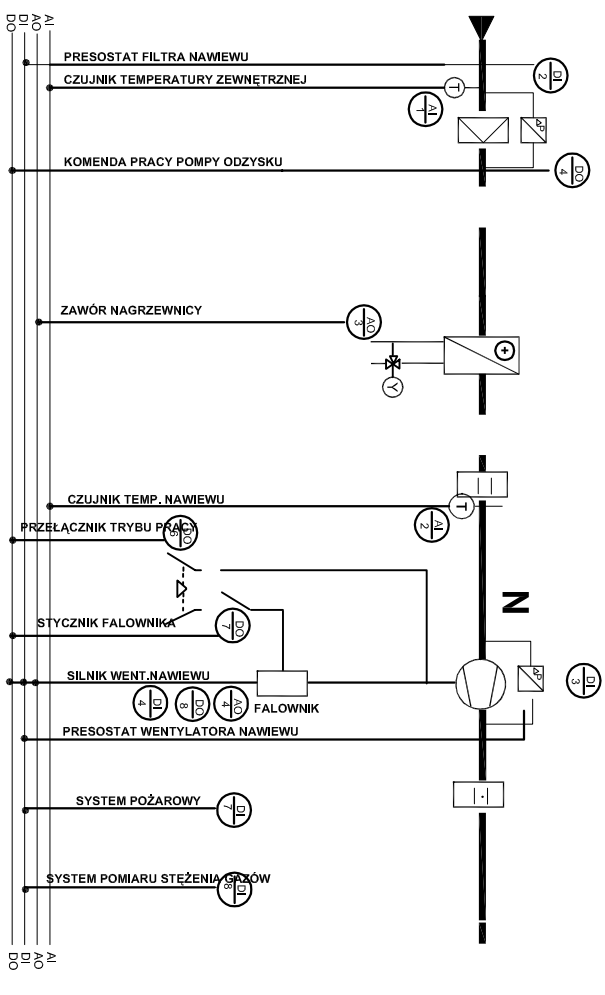 DO
DI
AO
AI
PRESOSTAT FILTRA NAWIEWU
DI
2
CZUJNIK TEMPERATURY ZEWNĘTRZNEJ
T
AI
1
ΔP
KOMENDA PRACY POMPY ODZYSKU
DO
4
ZAWÓR NAGRZEWNICY
AO
3
+
Y
CZUJNIK TEMP. NAWIEWU
T
AI
2
PRZEŁĄCZNIK TRYBU PRACY
DO
6
N
STYCZNIK FALOWNIKA
DO
7
SILNIK WENT.NAWIEWU
DI
4
DO
8
AO
4
FALOWNIK
ΔP
DI
3
PRESOSTAT WENTYLATORA NAWIEWU
SYSTEM POŻAROWY
DI
7
SYSTEM POMIARU STĘŻENIA GAZÓW
DI
8
DO
DI
AO
AI